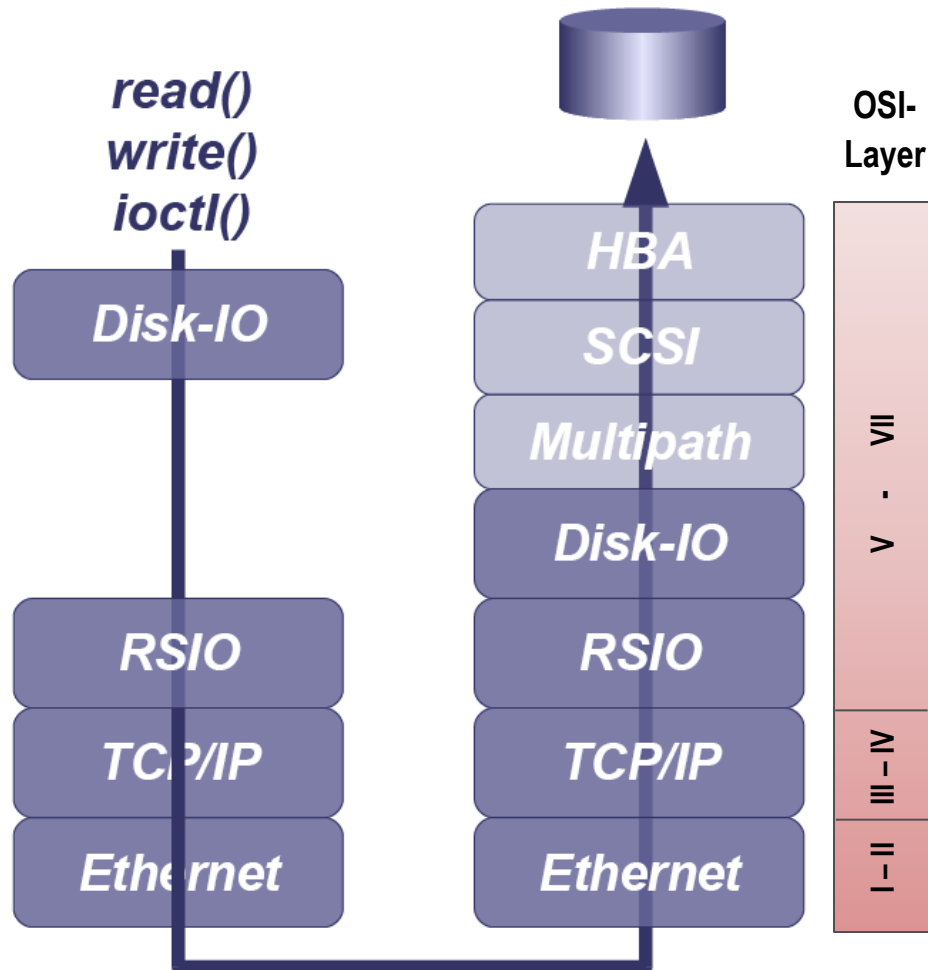 read()
write()
ioctl()
Disk-IO
RSIO
TCP/IP
Ethernet
HBA
SCSI
Multipath
Disk-IO
RSIO
TCP/IP
Ethernet
OSI-
Layer
V - VII
III – IV
I – II